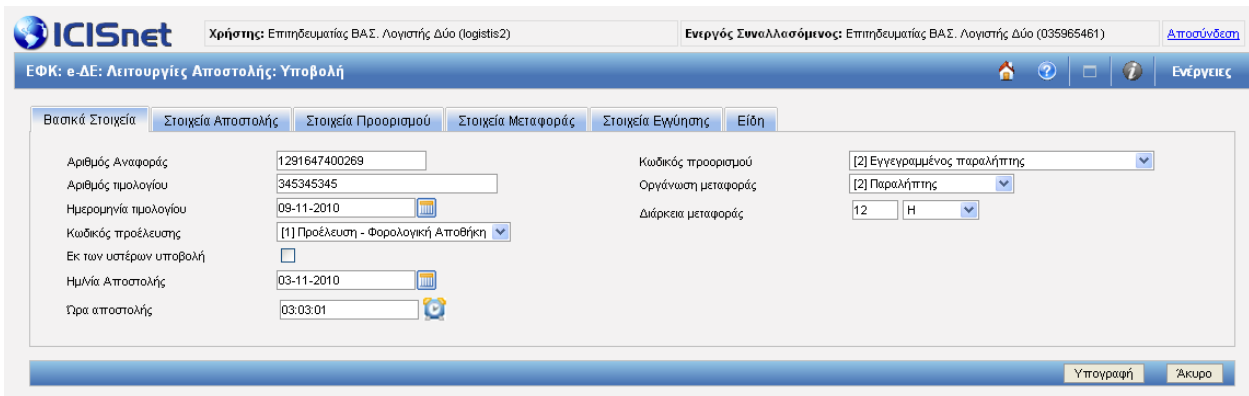 ICISnet
Χρήστης: Επιτηδευματίας ΒΑΣ. Λογιστής Δύο (logistis2)
Ενεργός Συναλλασόμενος: Επιτηδευματίας ΒΑΣ. Λογιστής Δύο (035965461)
Αποσύνδεση
ΕΦΚ: e-ΔΕ: Λειτουργίες Αποστολής: Υποβολή
Ενέργειες
Βασικά Στοιχεία Στοιχεία Αποστολής Στοιχεία Προορισμού Στοιχεία Μεταφοράς Στοιχεία Εγγύησης Είδη
Αριθμός Αναφοράς 1291647400269
Αριθμός τιμολογίου 345345345
Ημερομηνία τιμολογίου 09-11-2010
Κωδικός προέλευσης [1] Προέλευση - Φορολογική Αποθήκη
Εκ των υστέρων υποβολή
Ημ/νία Αποστολής 03-11-2010
Ώρα αποστολής 03:03:01
Κωδικός προορισμού [2] Εγγεγραμμένος παραλήπτης
Οργάνωση μεταφοράς [2] Παραλήπτης
Διάρκεια μεταφοράς 12 H
Υπογραφή Άκυρο